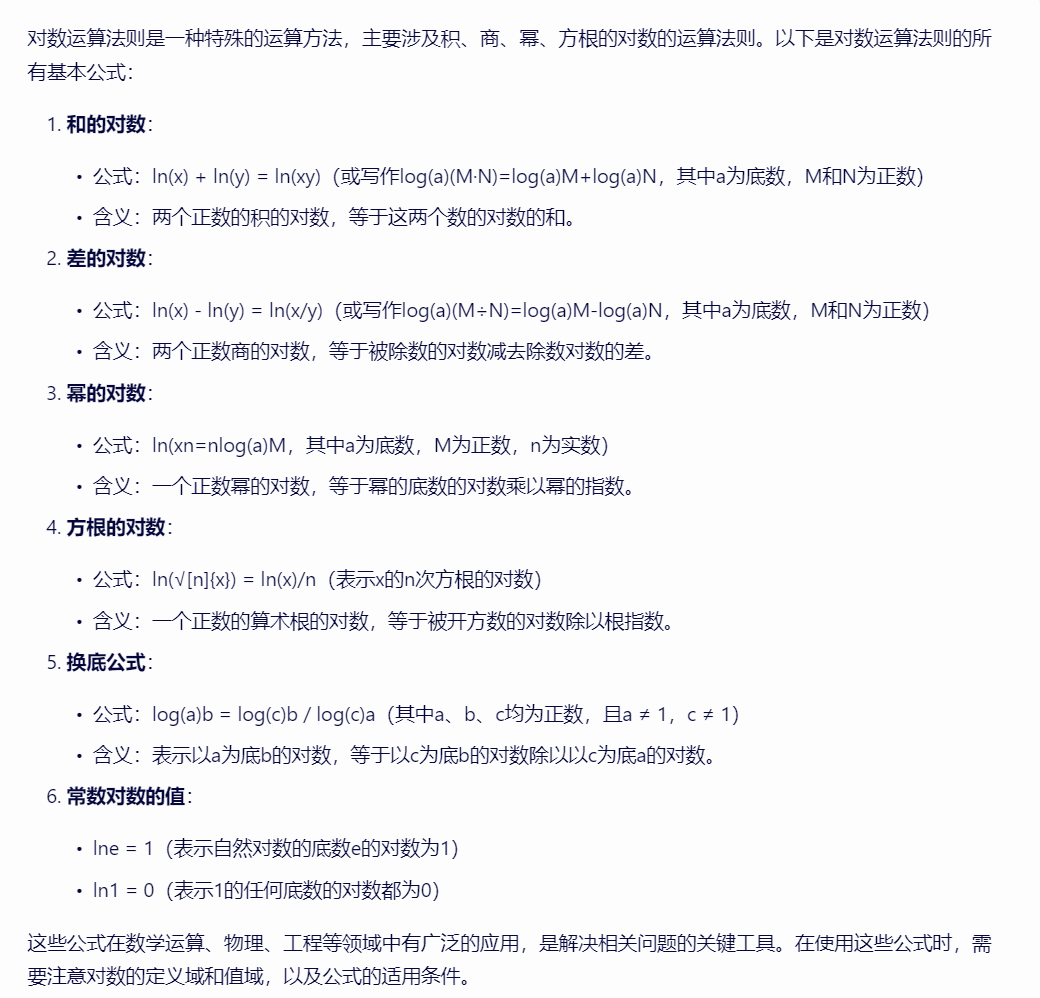 对数运算法则是一种特殊的运算方法，主要涉及积、商、幂、方根的对数的运算法则。以下是对数运算法则的所
有基本公式：
1. 和的对数：
• 公式：ln(x) + ln(y) = ln(xy)（或写作log(a)(M·N)=log(a)M+log(a)N，其中a为底数，M和N为正数）
• 含义：两个正数的积的对数，等于这两个数的对数的和。
2. 差的对数：
• 公式：ln(x) - ln(y) = ln(x/y)（或写作log(a)(M÷N)=log(a)M-log(a)N，其中a为底数，M和N为正数）
• 含义：两个正数商的对数，等于被除数的对数减去除数对数的差。
3. 幂的对数：
• 公式：ln(xn=nlog(a)M，其中a为底数，M为正数，n为实数）
• 含义：一个正数幂的对数，等于幂的底数的对数乘以幂的指数。
4. 方根的对数：
• 公式：ln(√[n]{x}) = ln(x)/n（表示x的n次方根的对数）
• 含义：一个正数的算术根的对数，等于被开方数的对数除以根指数。
5. 换底公式：
• 公式：log(a)b = log(c)b / log(c)a（其中a、b、c均为正数，且a ≠ 1，c ≠ 1）
• 含义：表示以a为底b的对数，等于以c为底b的对数除以以c为底a的对数。
6. 常数对数的值：
• lne = 1（表示自然对数的底数e的对数为1）
• ln1 = 0（表示1的任何底数的对数都为0）
这些公式在数学运算、物理、工程等领域中有广泛的应用，是解决相关问题的关键工具。在使用这些公式时，需
要注意对数的定义域和值域，以及公式的适用条件。